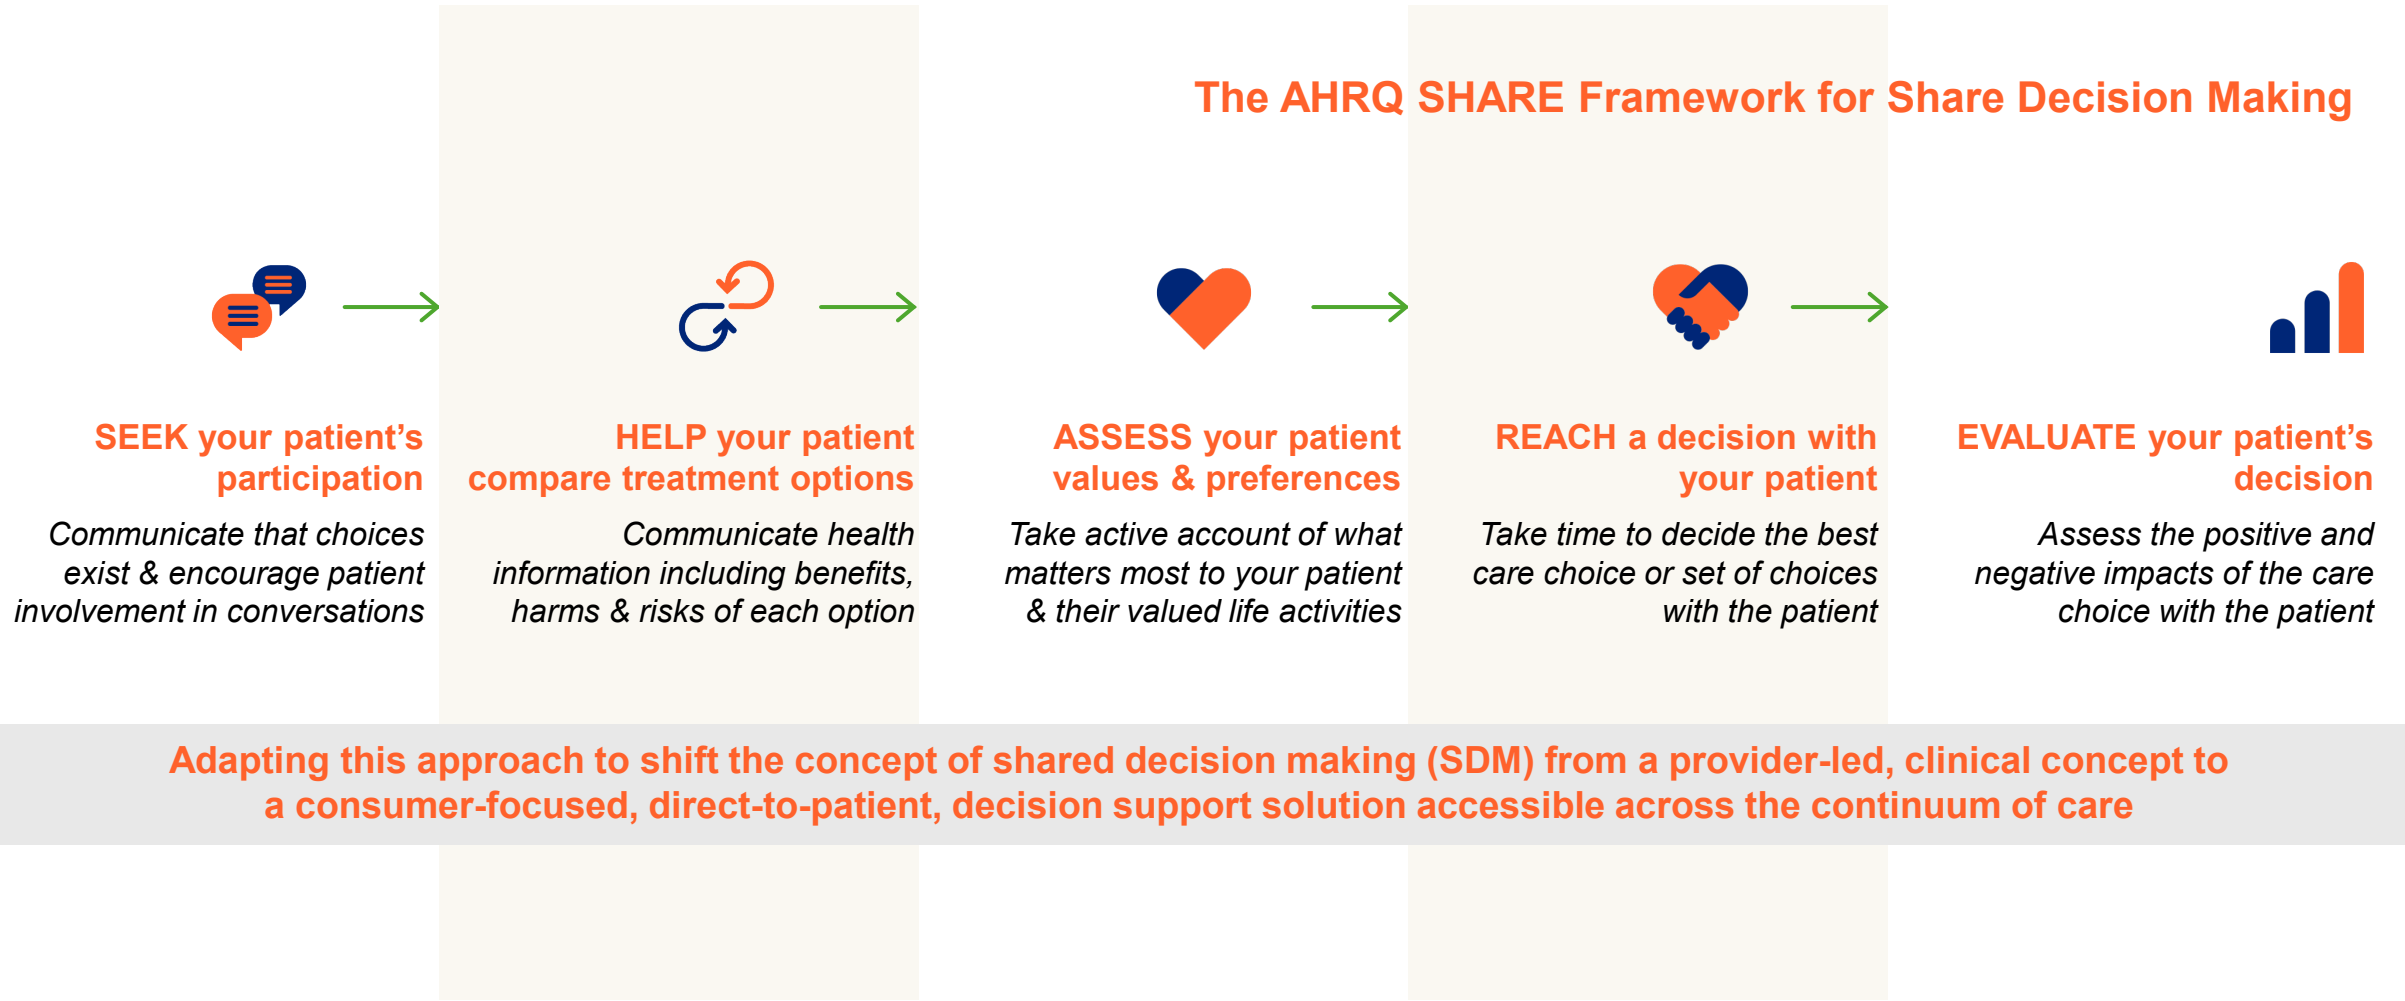 The AHRQ SHARE Framework for Share Decision Making
SEEK your patient’s
participation
Communicate that choices
exist & encourage patient
involvement in conversations
HELP your patient
compare treatment options
Communicate health
information including benefits,
harms & risks of each option
ASSESS your patient
values & preferences
Take active account of what
matters most to your patient
& their valued life activities
REACH a decision with
your patient
Take time to decide the best
care choice or set of choices
with the patient
EVALUATE your patient’s
decision
Assess the positive and
negative impacts of the care
choice with the patient
Adapting this approach to shift the concept of shared decision making (SDM) from a provider-led, clinical concept to
a consumer-focused, direct-to-patient, decision support solution accessible across the continuum of care